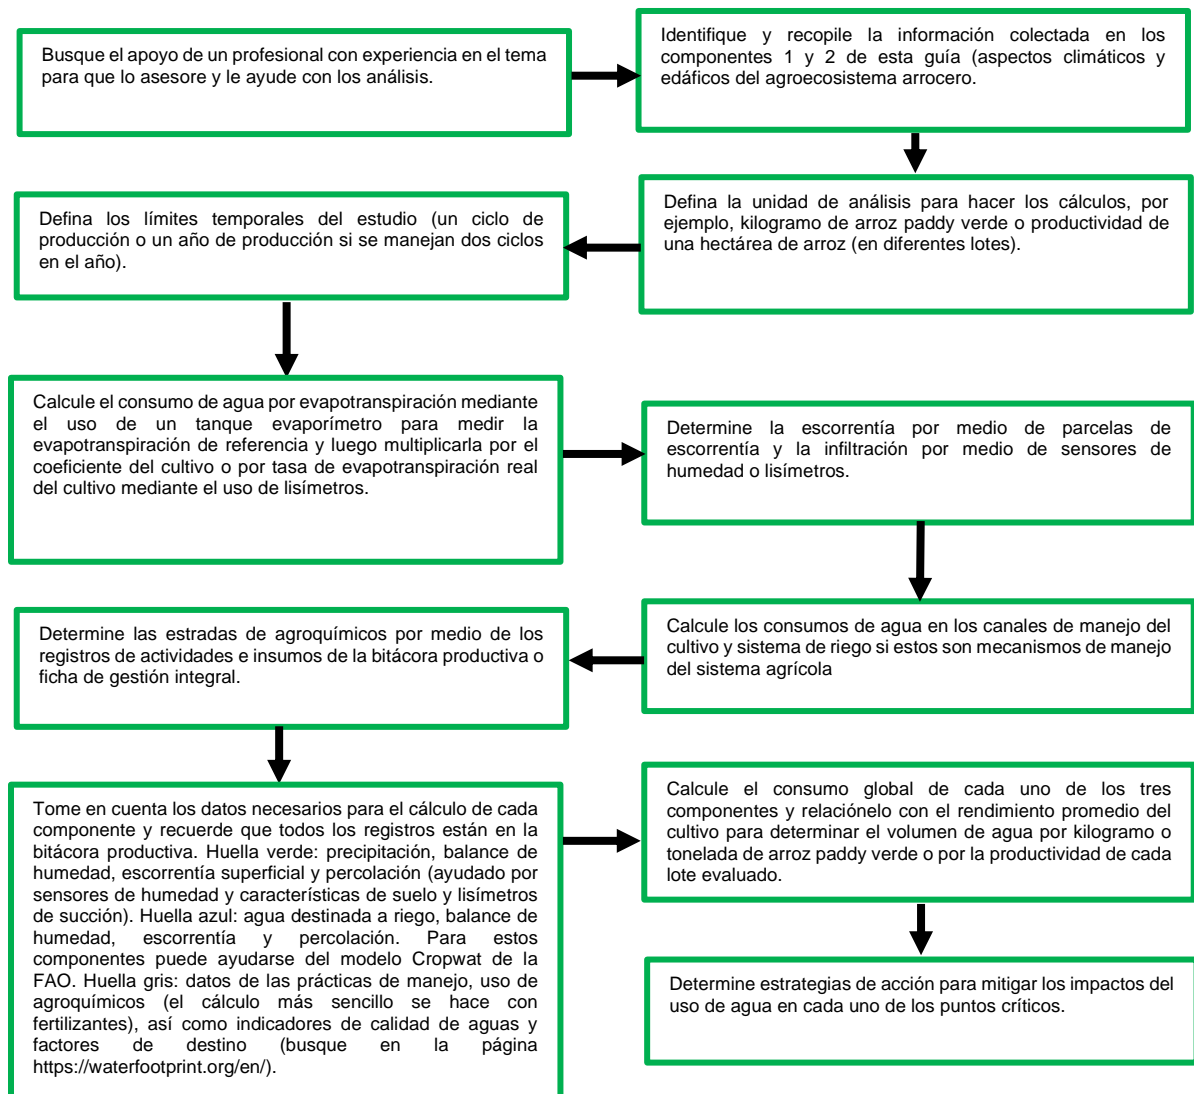 Busque el apoyo de un profesional con experiencia en el tema
para que lo asesore y le ayude con los análisis.
Identifique y recopile la información colectada en los
componentes 1 y 2 de esta guía (aspectos climáticos y
edáficos del agroecosistema arrocero.
Defina la unidad de análisis para hacer los cálculos, por
ejemplo, kilogramo de arroz paddy verde o productividad de
una hectárea de arroz (en diferentes lotes).
Defina los límites temporales del estudio (un ciclo de
producción o un año de producción si se manejan dos ciclos
en el año).
Calcule el consumo de agua por evapotranspiración mediante
el uso de un tanque evaporímetro para medir la
evapotranspiración de referencia y luego multiplicarla por el
coeficiente del cultivo o por tasa de evapotranspiración real
del cultivo mediante el uso de lisímetros.
Determine la escorrentía por medio de parcelas de
escorrentía y la infiltración por medio de sensores de
humedad o lisímetros.
Calcule los consumos de agua en los canales de manejo del
cultivo y sistema de riego si estos son mecanismos de manejo
del sistema agrícola
Determine las estradas de agroquímicos por medio de los
registros de actividades e insumos de la bitácora productiva o
ficha de gestión integral.
Tome en cuenta los datos necesarios para el cálculo de cada
componente y recuerde que todos los registros están en la
bitácora productiva. Huella verde: precipitación, balance de
humedad, escorrentía superficial y percolación (ayudado por
sensores de humedad y características de suelo y lisímetros
de succión). Huella azul: agua destinada a riego, balance de
humedad, escorrentía y percolación. Para estos
componentes puede ayudarse del modelo Cropwat de la
FAO. Huella gris: datos de las prácticas de manejo, uso de
agroquímicos (el cálculo más sencillo se hace con
fertilizantes), así como indicadores de calidad de aguas y
factores de destino (busque en la página
https://waterfootprint.org/en/).
Calcule el consumo global de cada uno de los tres
componentes y relaciónelo con el rendimiento promedio del
cultivo para determinar el volumen de agua por kilogramo o
tonelada de arroz paddy verde o por la productividad de cada
lote evaluado.
Determine estrategias de acción para mitigar los impactos del
uso de agua en cada uno de los puntos críticos.